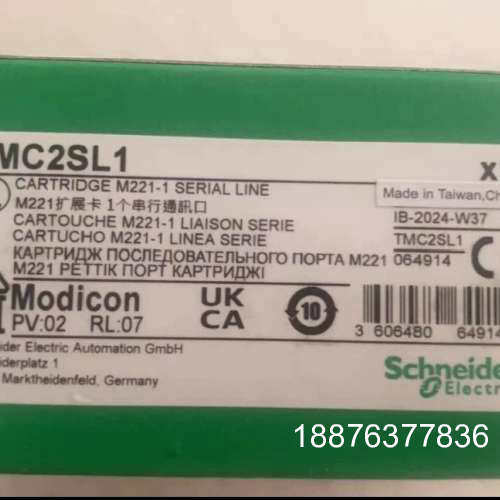 MC2SL1
X
CARTRIDGE M221-1 SERIAL LINE
M221扩展卡 1个串行通訊口
CARTOUCHE M221-1 LIAISON SERIE
CARTUCHO M221-1 LINEA SERIE
КАРТРИДЖ ПОСЛЕДОВАТЕЛЬНОГО ПОРТА M221
M221 РЕТТІК ПОРТ КАРТРИДЖІ
Made in Taiwan,Ch
IB-2024-W37
TMC2SL1
064914
Modicon
PV:02 RL:07
UK
CA
10
C
3 606480 64914
ider Electric Automation GmbH
iderplatz 1
Marktheidenfeld, Germany
Schneide
Electr
18876377836